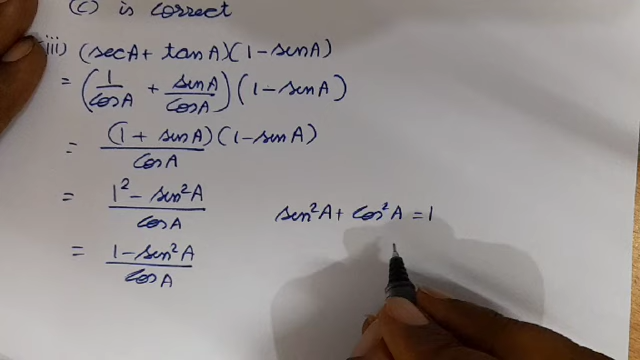 (C) is correct
iii) (secA + tanA)(1 - sinA)
= (1/cosA + sinA/cosA)(1 - sinA)
= (1 + sinA)(1 - sinA)/cosA
= 1² - sin²A/cosA
sin²A + cos²A = 1
= 1 - sin²A/cosA